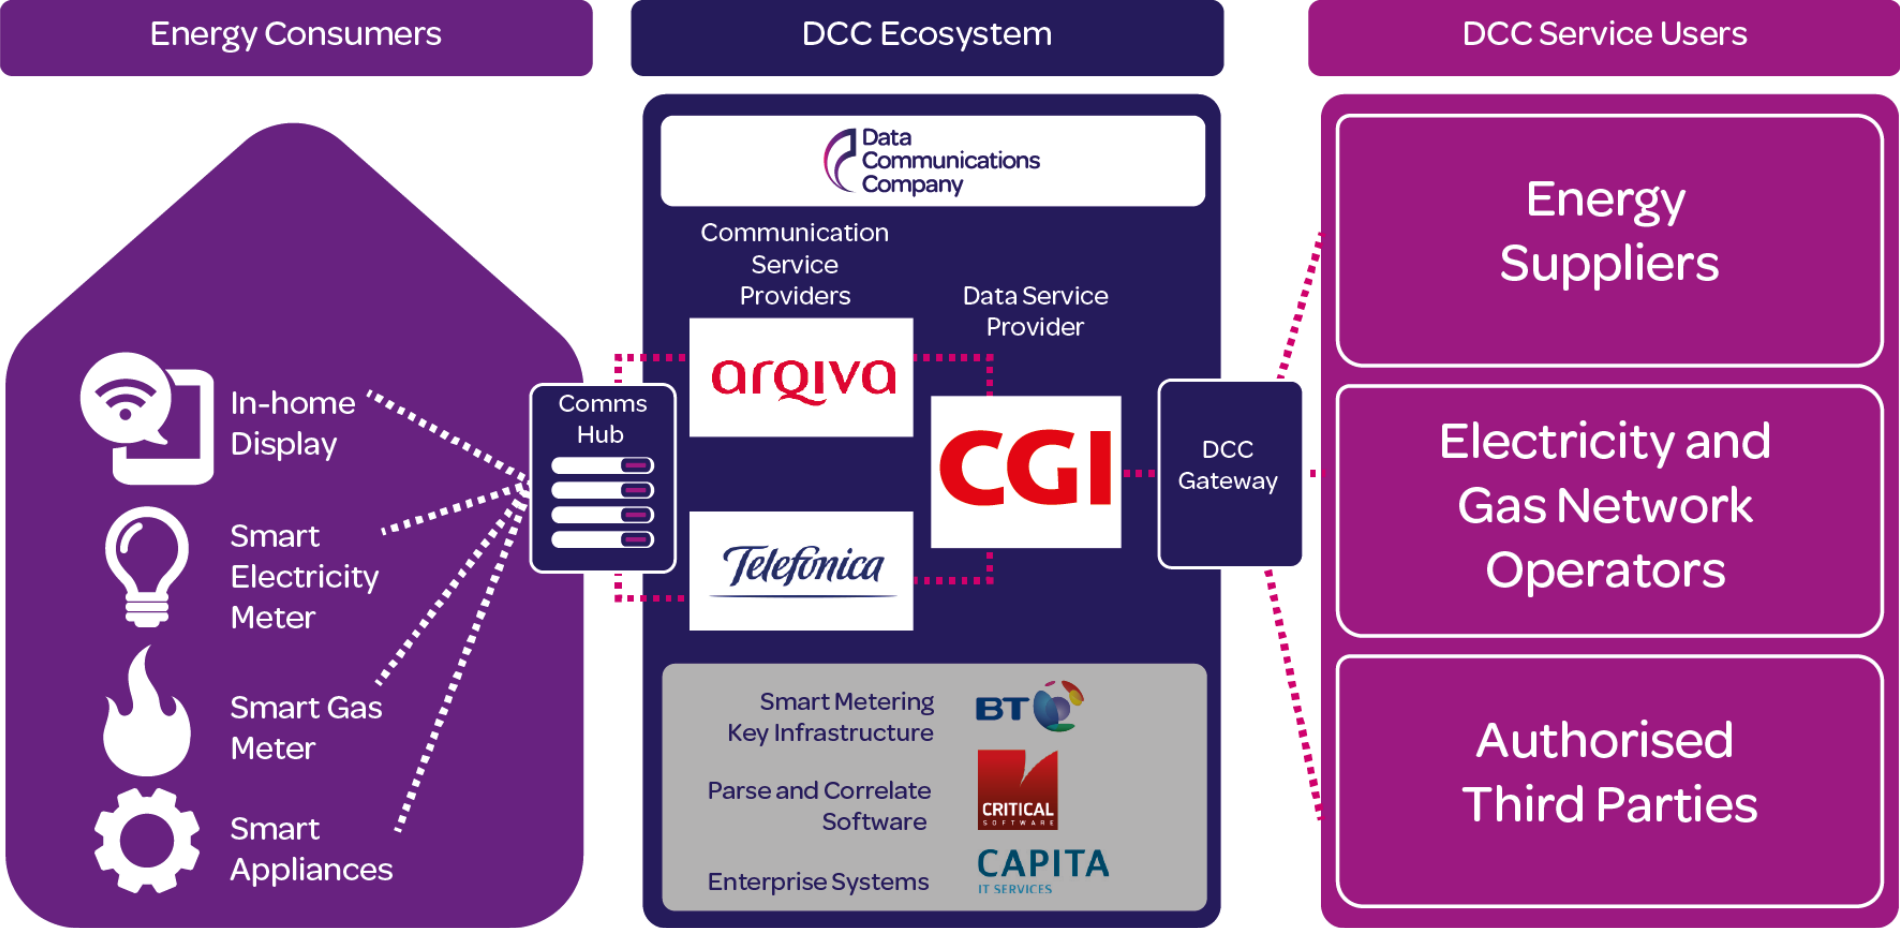 Energy Consumers
DCC Ecosystem
DCC Service Users
In-home
Display
Smart
Electricity
Meter
Smart Gas
Meter
Smart
Appliances
Comms
Hub
Data
Communications
Company
Communication
Service
Providers
arqiva
Telefónica
Data Service
Provider
CGI
Smart Metering
Key Infrastructure
BT
Parse and Correlate
Software
CRITICAL
SOFTWARE
Enterprise Systems
CAPITA
IT SERVICES
DCC
Gateway
Energy
Suppliers
Electricity and
Gas Network
Operators
Authorised
Third Parties